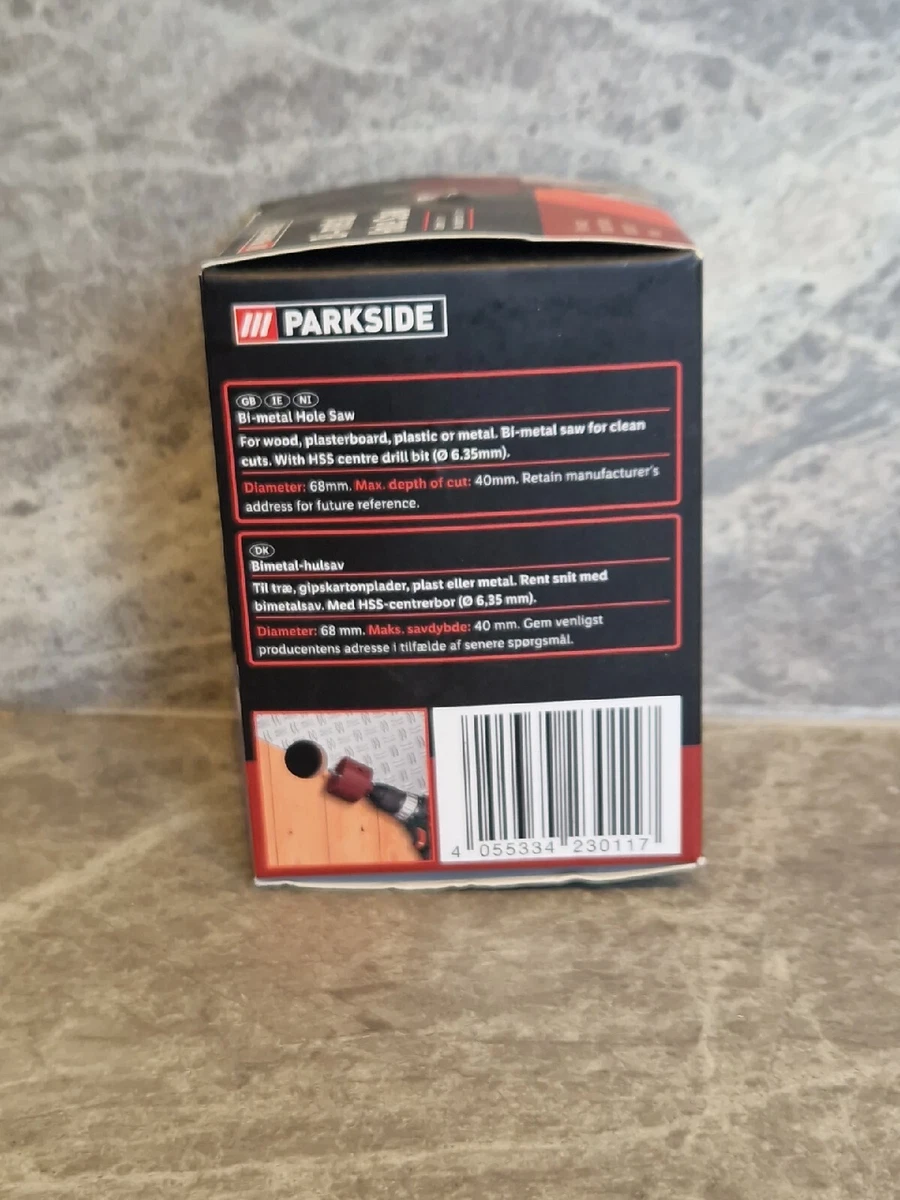 PARKSIDE
GB IE NI
Bi-metal Hole Saw
For wood, plasterboard, plastic or metal. Bi-metal saw for clean
cuts. With HSS centre drill bit (Ø 6.35mm).
Diameter: 68mm. Max. depth of cut: 40mm. Retain manufacturer's
address for future reference.
DK
Bimetal-hulsav
Til træ, gipskartonplader, plast eller metal. Rent snit med
bimetalsav. Med HSS-centrerbor (Ø 6,35 mm).
Diameter: 68 mm. Maks. savdybde: 40 mm. Gem venligst
producentens adresse i tilfælde af senere spørgsmål.
4 055334 230117